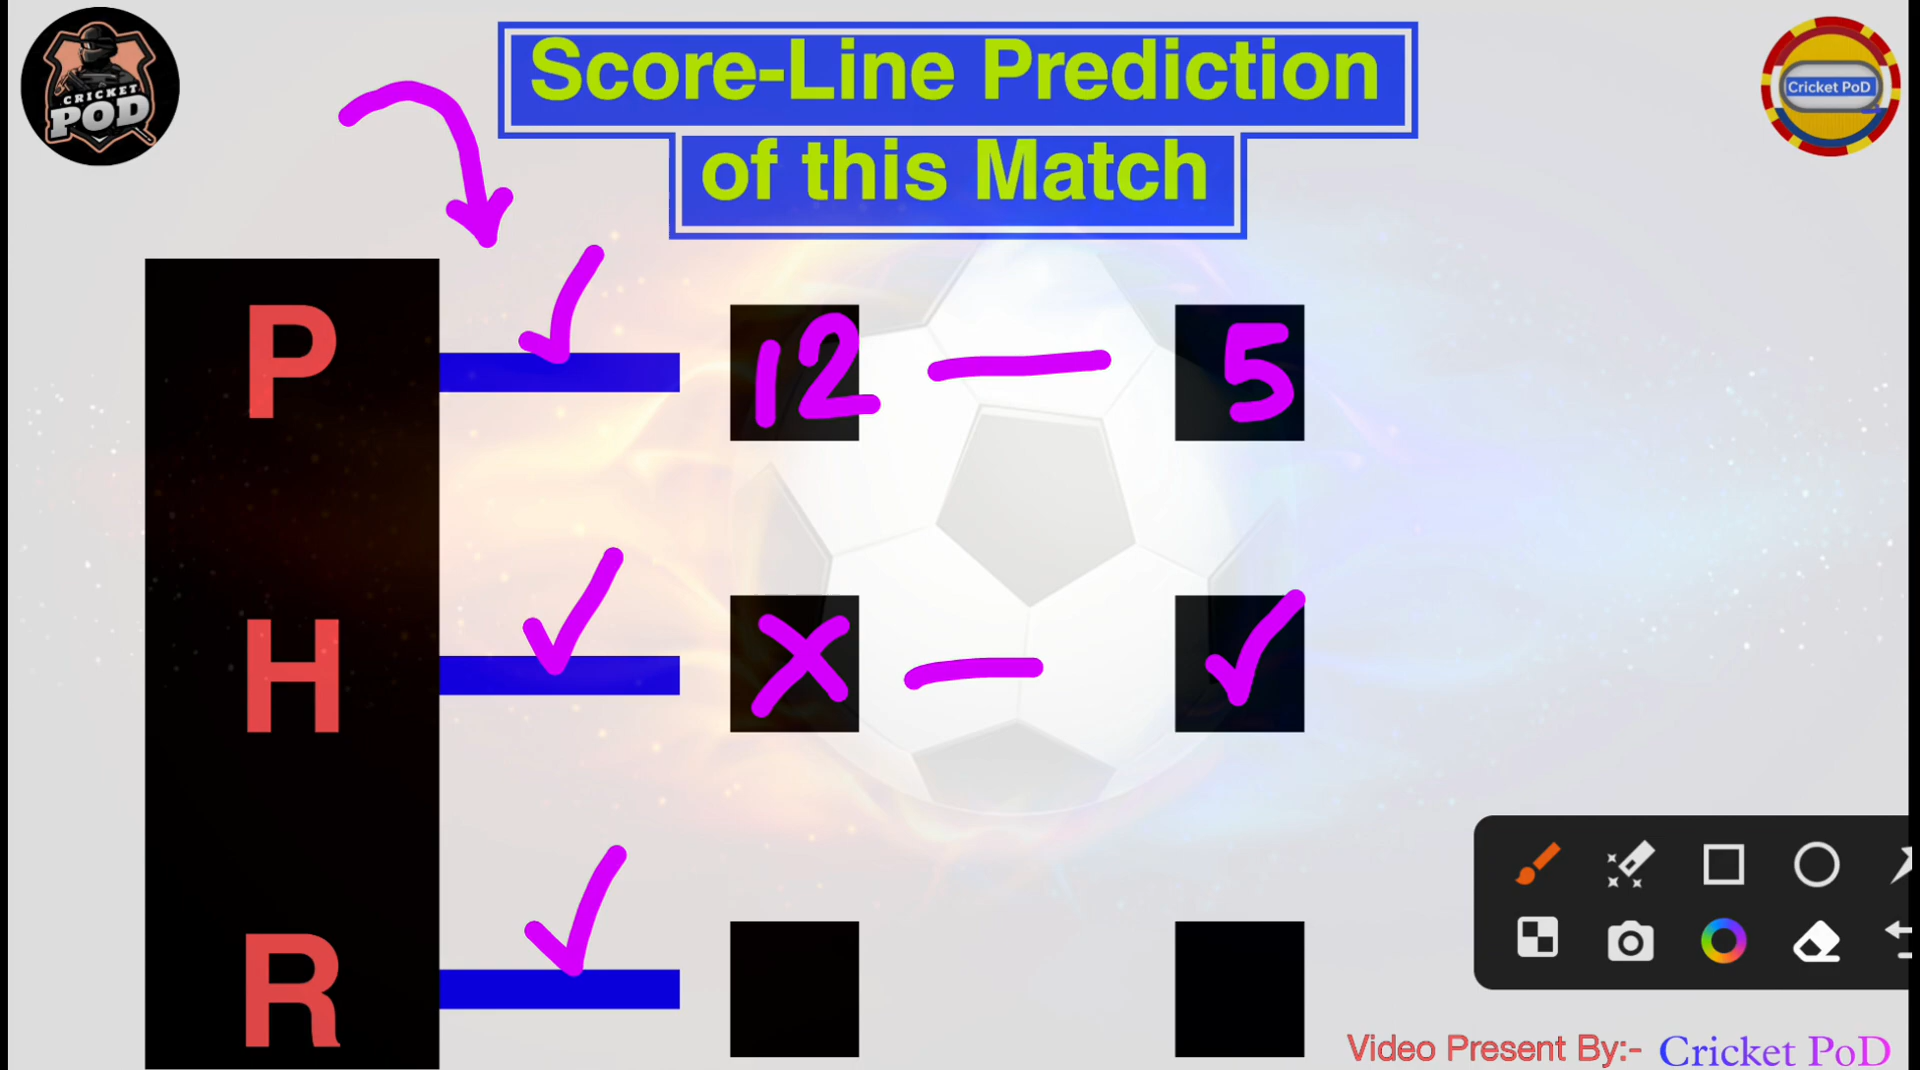 CRICKET
POD
Score-Line Prediction
of this Match
Cricket PoD
P 12 — 5
H X — ✓
R
Video Present By:- Cricket PoD